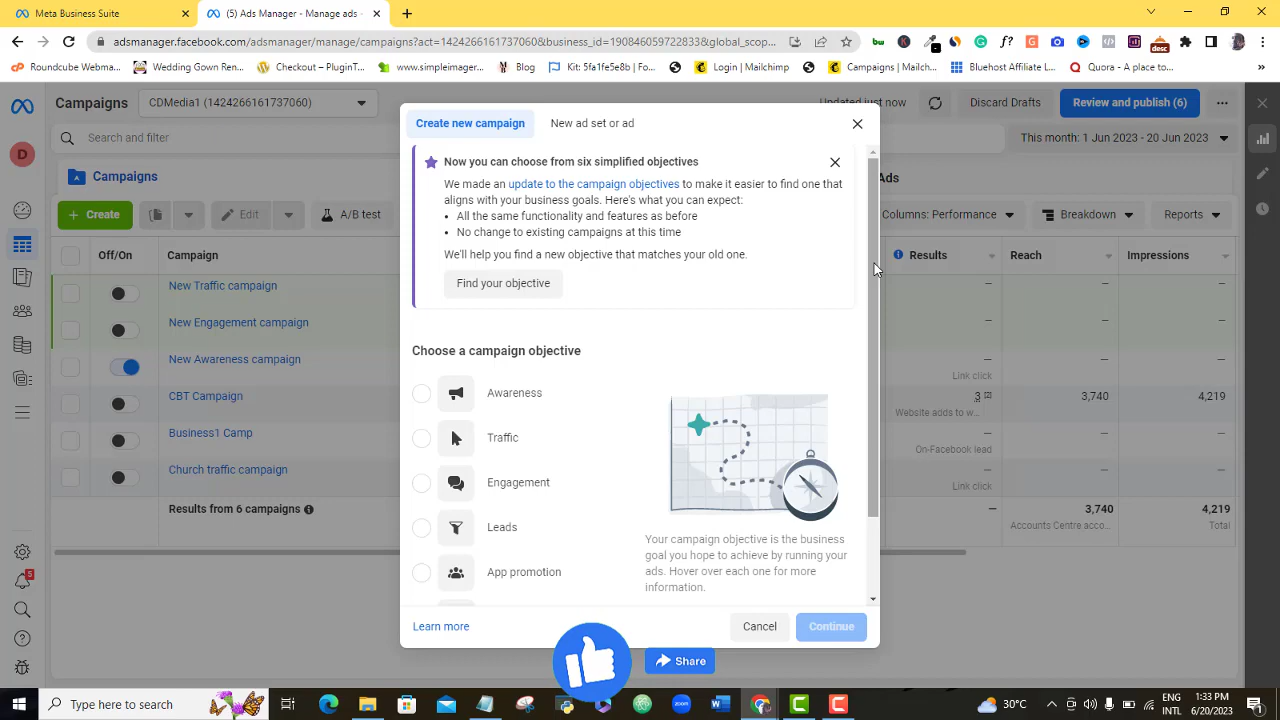 Meta Business Suite
(5) Ads Manager - Manage ads -
adsmanager.facebook.com/adsmanager/manage/campaigns?act=1424266161737060&business_id=190846059722833&global_scop...
Roundcube Webma...
Wedding Gown Rem...
Checkout – PluginT...
www.simpleimager...
Blog
Kit: 5fa1fe5e8b | Fo...
Login | Mailchimp
Campaigns | Mailch...
Bluehost Affiliate L...
Quora - A place to...
»
Campaigns
CDMedia1 (1424266161737060)
Updated just now
Discard Drafts
Review and publish (6)
Search and filter
This month: 1 Jun 2023 - 20 Jun 2023
D
Campaigns
Ads
Create
Edit
A/B test
Columns: Performance
Breakdown
Reports
Off/On
Campaign
Results
Reach
Impressions
New Traffic campaign
— — —
New Engagement campaign
— — —
New Awareness campaign
— — —
Link click
CBT Campaign
3 [2]
3,740
4,219
Website adds to w...
Business1 Camp
— — —
On-Facebook lead
Church traffic campaign
— — —
Link click
Results from 6 campaigns
—
3,740
4,219
Accounts Centre acco...
Total
Create new campaign
New ad set or ad
Now you can choose from six simplified objectives
We made an update to the campaign objectives to make it easier to find one that
aligns with your business goals. Here's what you can expect:
• All the same functionality and features as before
• No change to existing campaigns at this time
We'll help you find a new objective that matches your old one.
Find your objective
Choose a campaign objective
Awareness
Traffic
Engagement
Leads
App promotion
Your campaign objective is the business
goal you hope to achieve by running your
ads. Hover over each one for more
information.
Learn more
Cancel
Continue
Share
5
Type here to search
30°C
ENG
INTL
1:33 PM
6/20/2023